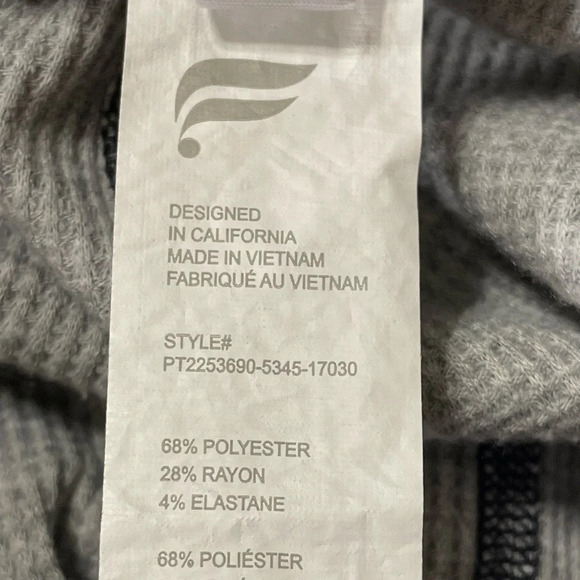 DESIGNED
IN CALIFORNIA
MADE IN VIETNAM
FABRIQUÉ AU VIETNAM
STYLE#
PT2253690-5345-17030
68% POLYESTER
28% RAYON
4% ELASTANE
68% POLIÉSTER